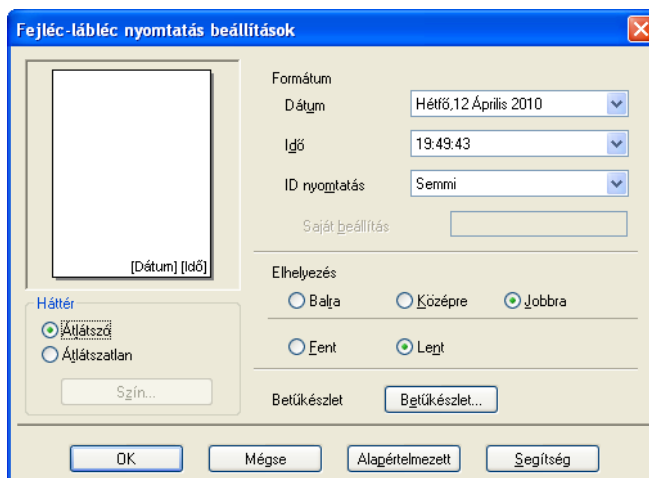 Fejléc-lábléc nyomtatás beállítások
[Dátum] [Idő]
Háttér
Átlátszó
Átlátszatlan
Szín...
Formátum
Dátum
Hétfő,12 Április 2010
Idő
19:49:43
ID nyomtatás
Semmi
Saját beállítás
Elhelyezés
Balra
Középre
Jobbra
Fent
Lent
Betűkészlet
Betűkészlet...
OK
Mégse
Alapértelmezett
Segítség